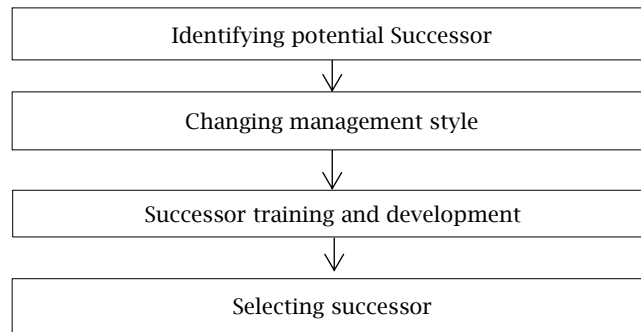 Identifying potential Successor
Changing management style
Successor training and development
Selecting successor